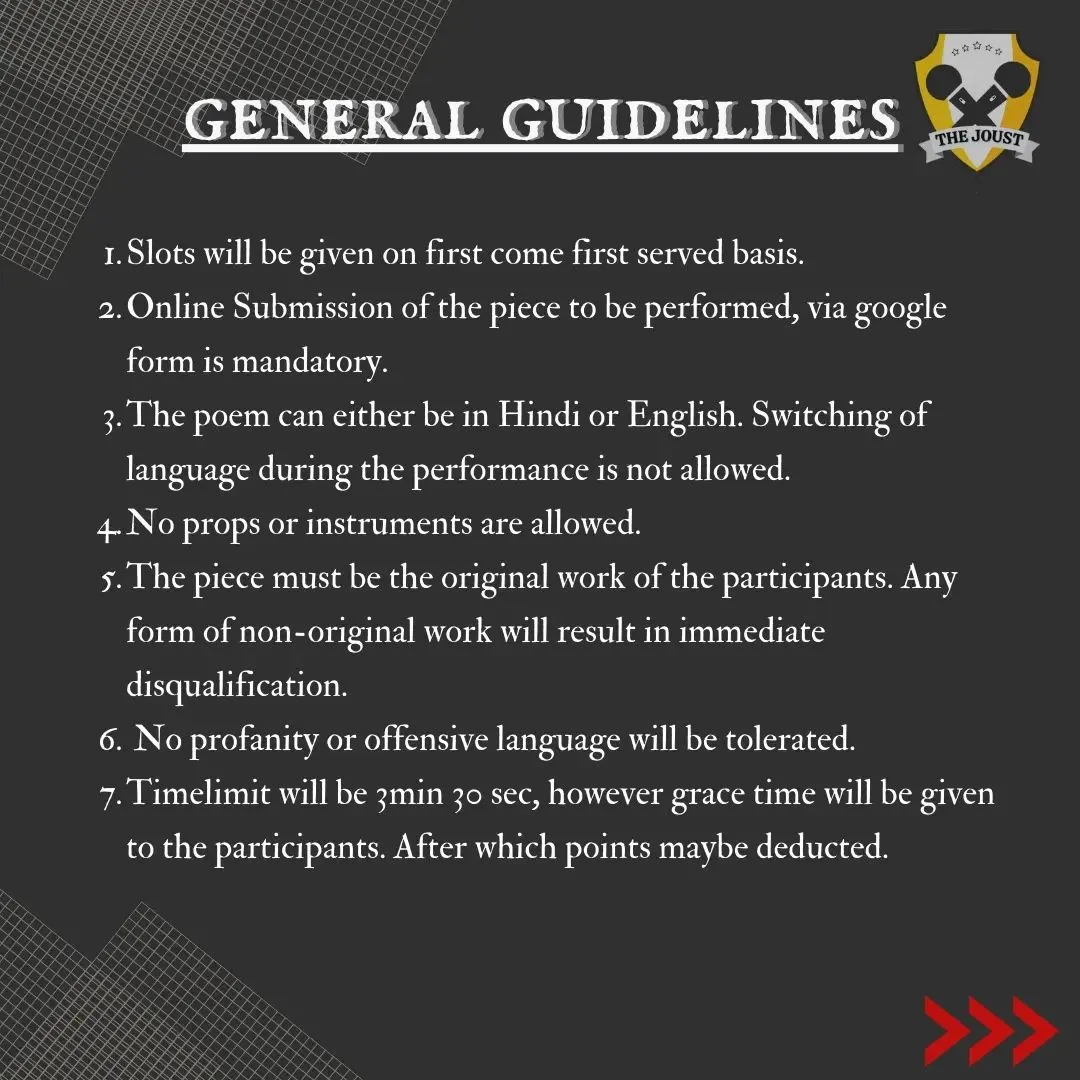 GENERAL GUIDELINES
THE JOUST
1. Slots will be given on first come first served basis.
2. Online Submission of the piece to be performed, via google
form is mandatory.
3. The poem can either be in Hindi or English. Switching of
language during the performance is not allowed.
4. No props or instruments are allowed.
5. The piece must be the original work of the participants. Any
form of non-original work will result in immediate
disqualification.
6. No profanity or offensive language will be tolerated.
7. Timelimit will be 3min 30 sec, however grace time will be given
to the participants. After which points maybe deducted.